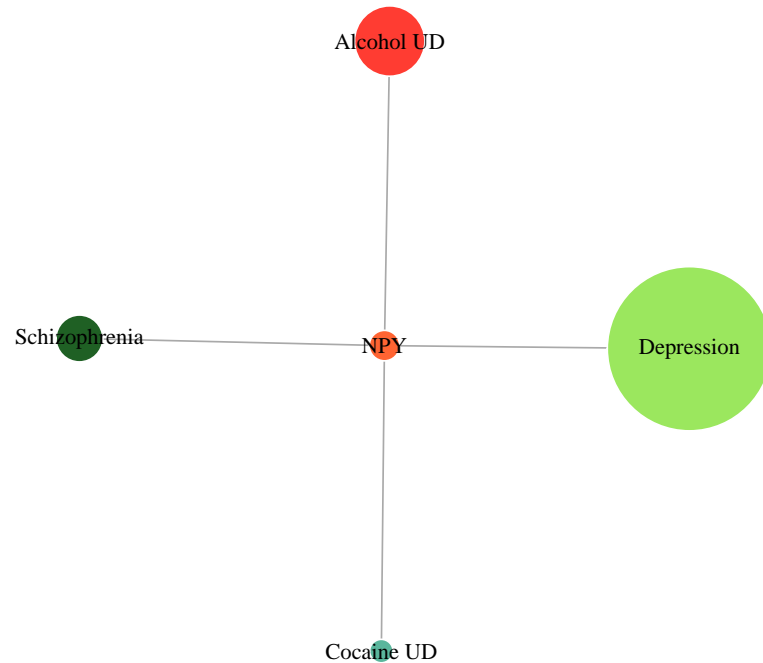 Alcohol UD
Schizophrenia
NPY
Depression
Cocaine UD